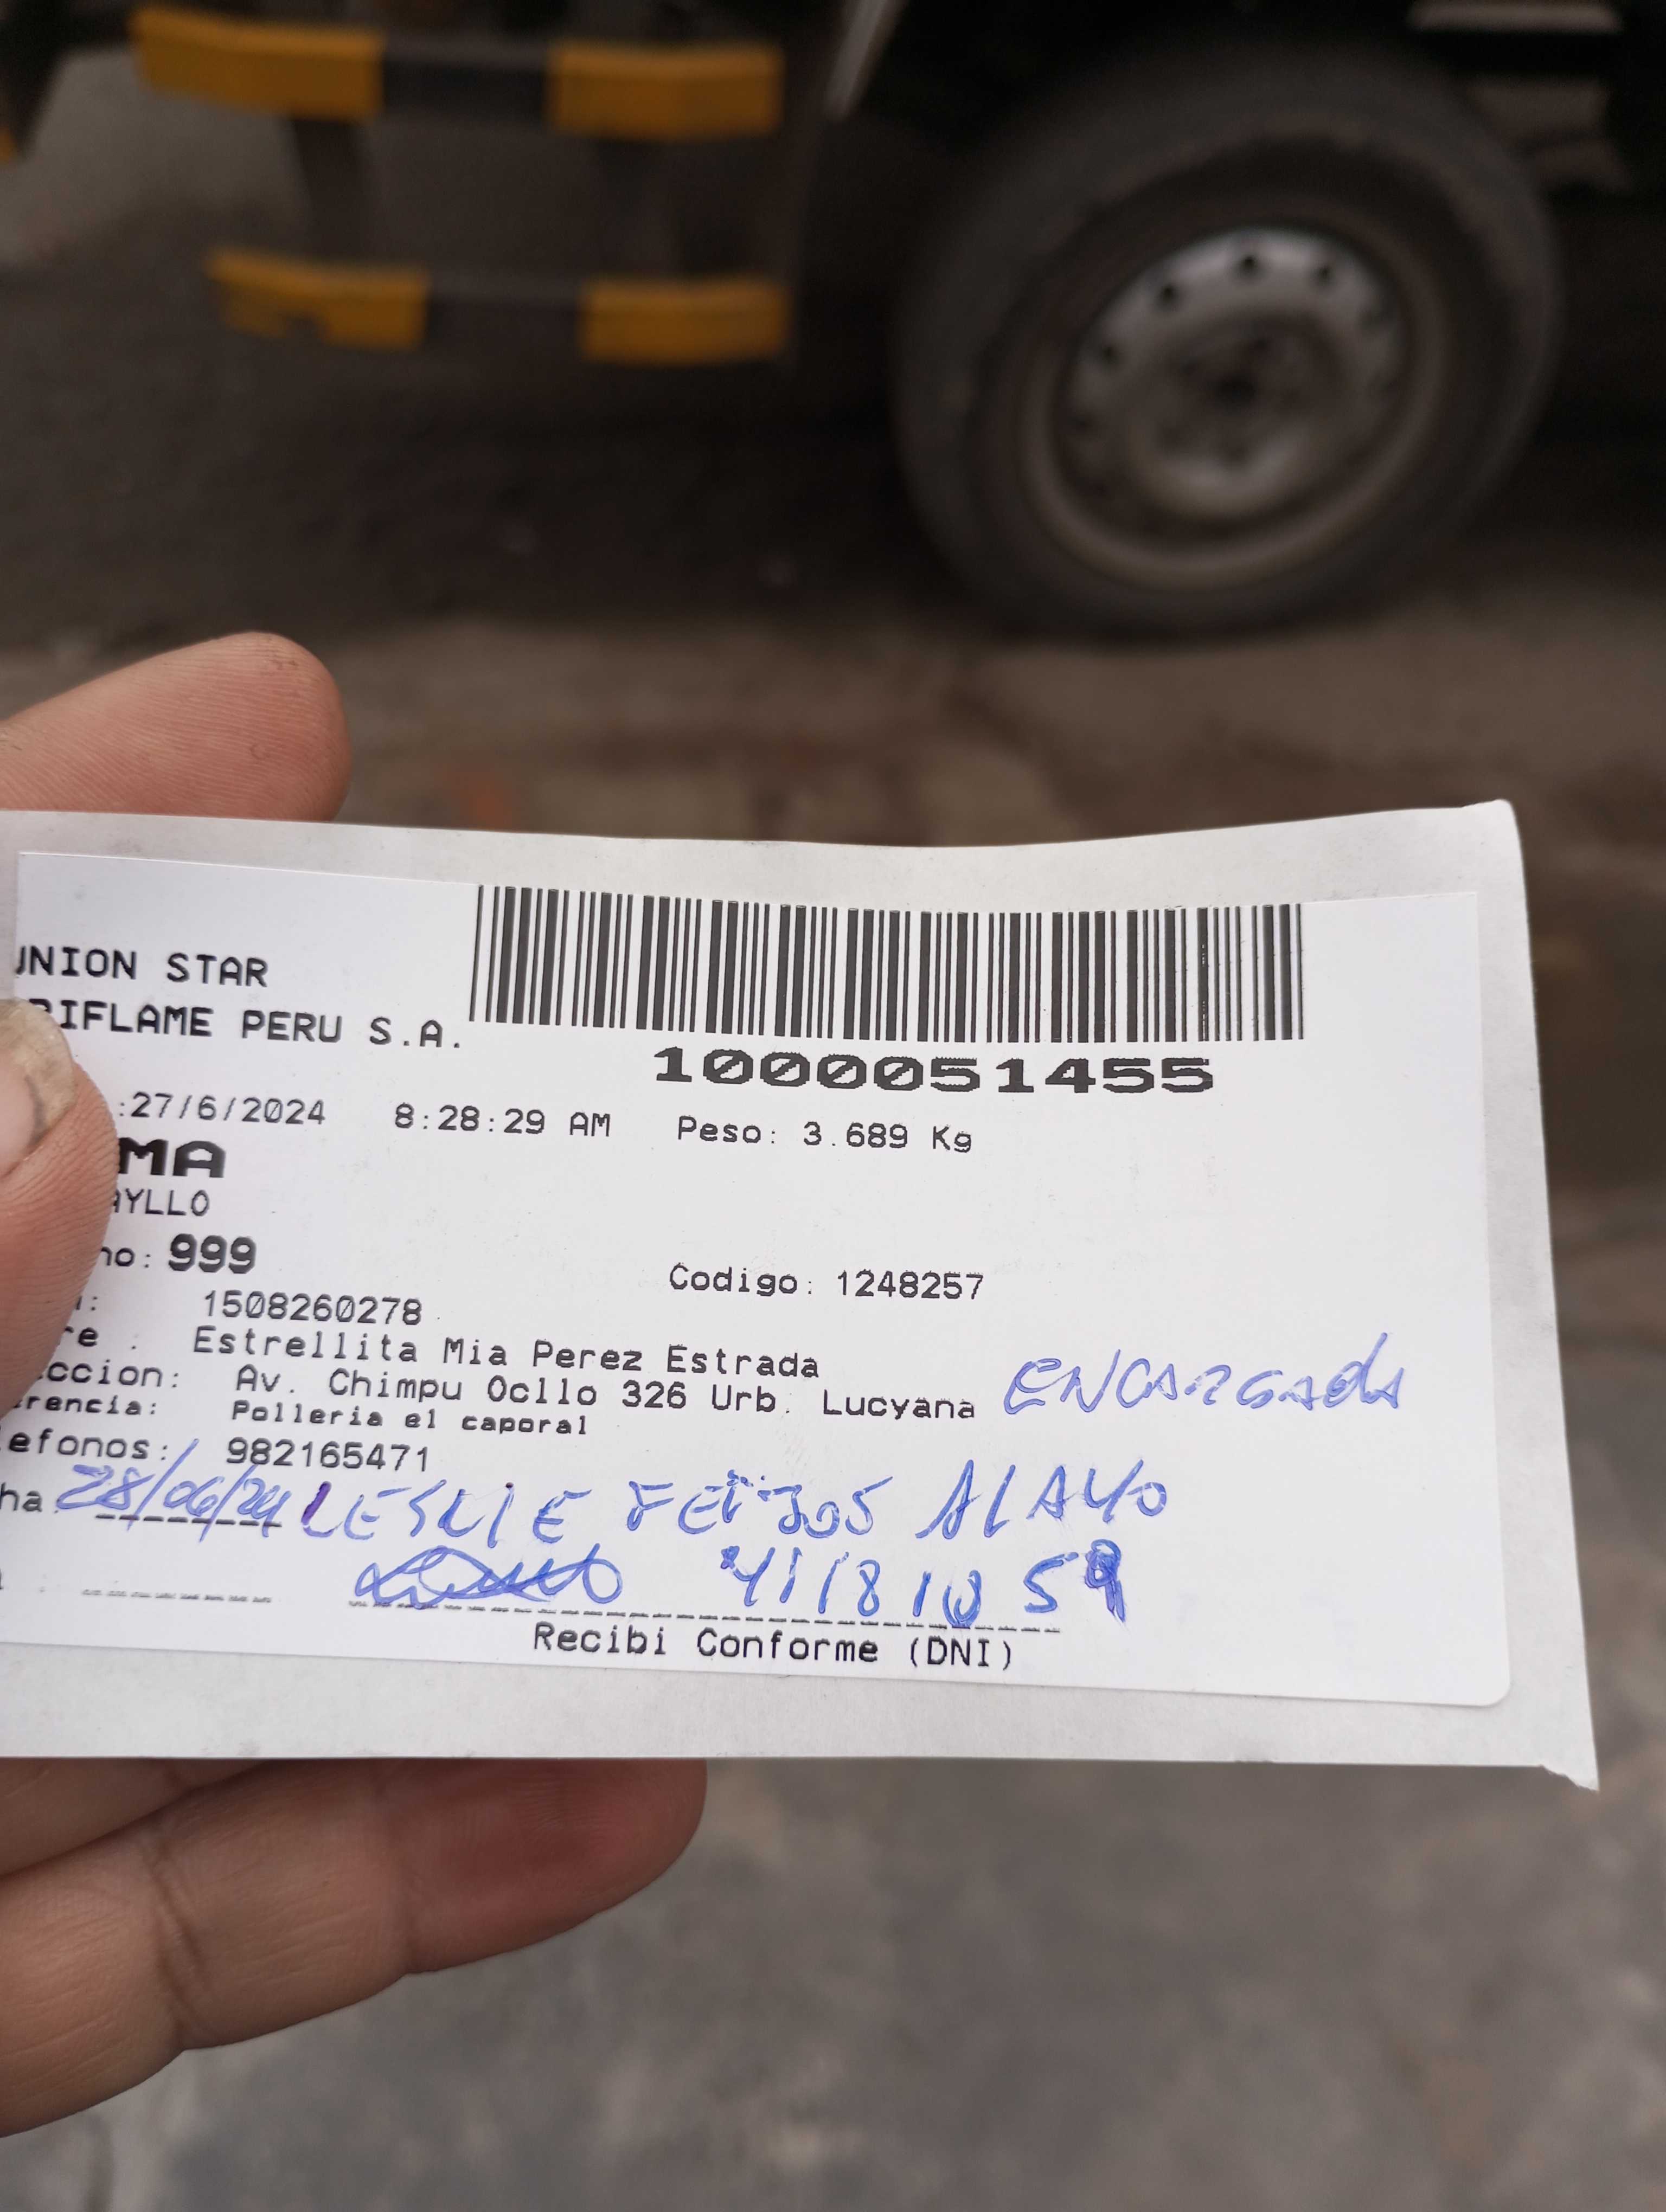 UNION STAR
RIFLAME PERU S.A.
1000051455
:27/6/2024 8:28:29 AM Peso: 3.689 Kg
MA
AYLLO
no: 999 Codigo: 1248257
: 1508260278
re : Estrellita Mia Perez Estrada
ccion: Av. Chimpu Ocllo 326 Urb. Lucyana ENCARGADA
rencia: Polleria el caporal
efonos: 982165471
ha 28/06/24 LESLIE FEIJOS ALAYO
Recibi Conforme (DNI)